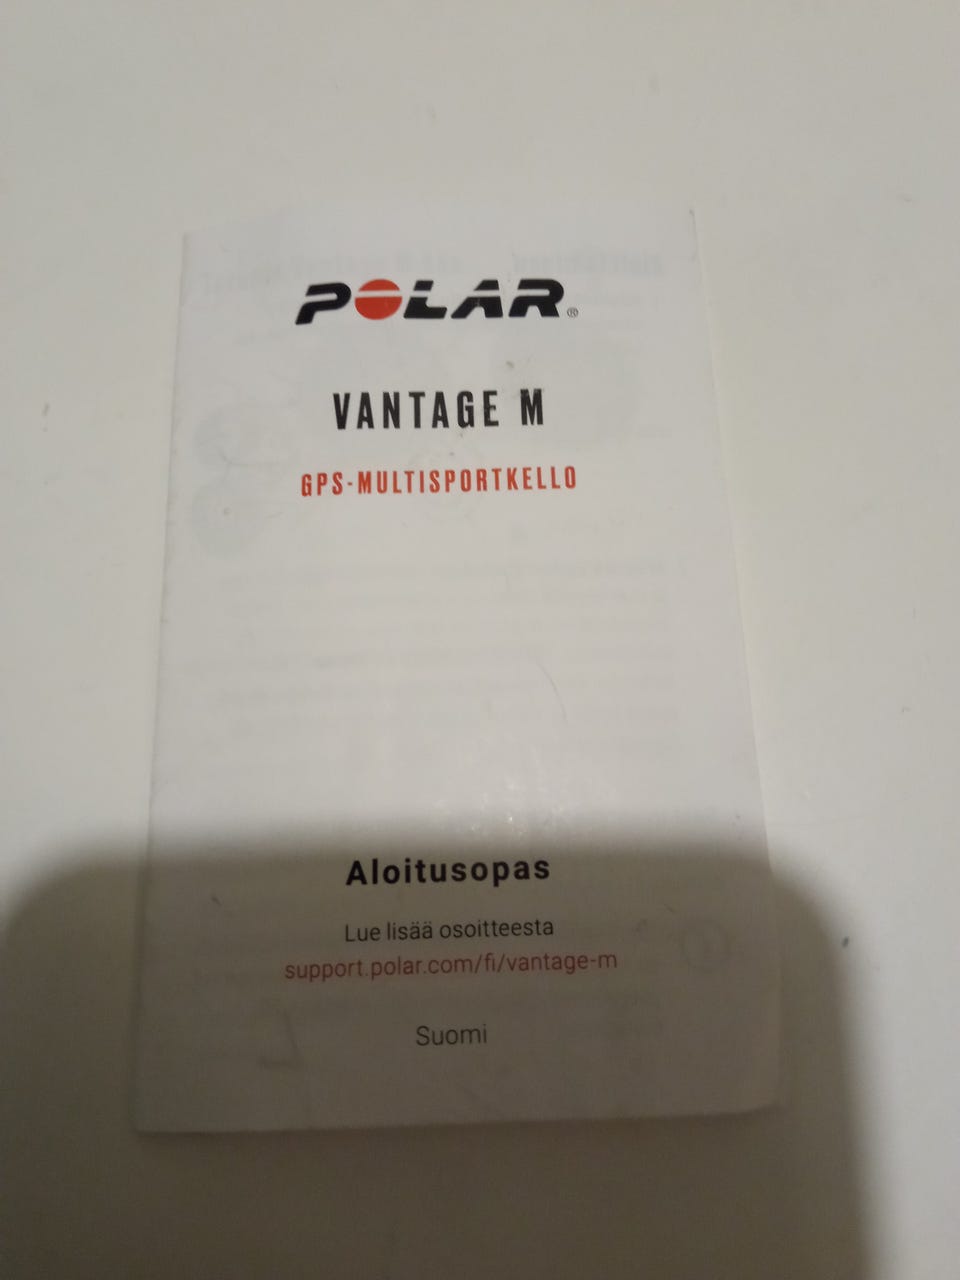 POLAR®
VANTAGE M
GPS-MULTISPORTKELLO
Aloitusopas
Lue lisää osoitteesta
support.polar.com/fi/vantage-m
Suomi